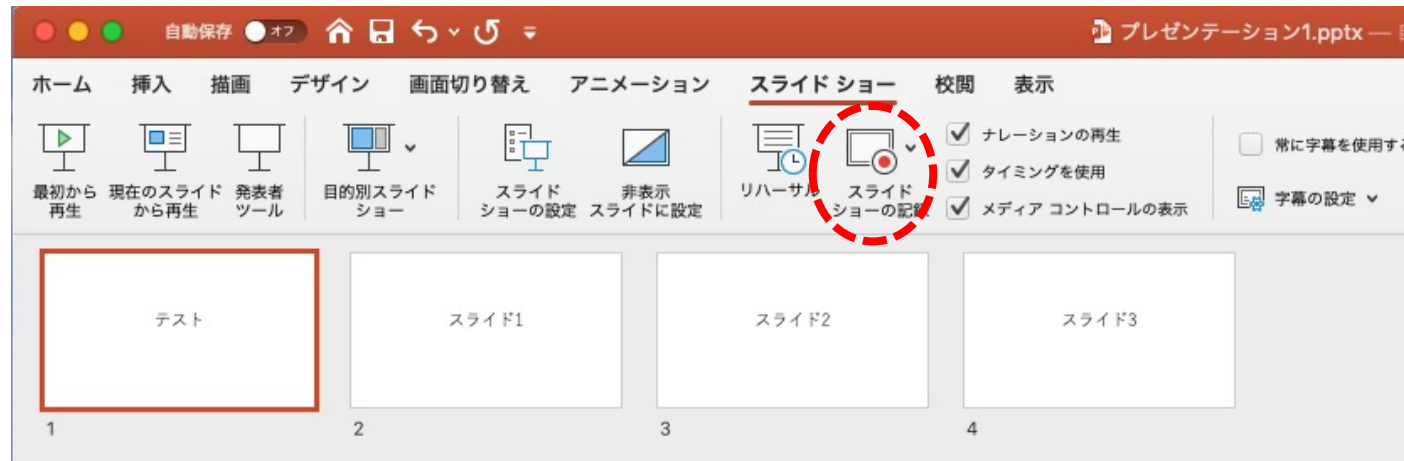 自動保存 オフ
プレゼンテーション1.pptx —
ホーム 挿入 描画 デザイン 画面切り替え アニメーション スライド ショー 校閲 表示
最初から
再生
現在のスライド
から再生
発表者
ツール
目的別スライド
ショー
スライド
ショーの設定
非表示
スライドに設定
リハーサル
スライド
ショーの記録
ナレーションの再生
タイミングを使用
メディア コントロールの表示
常に字幕を使用する
字幕の設定
テスト
スライド1
スライド2
スライド3
1
2
3
4